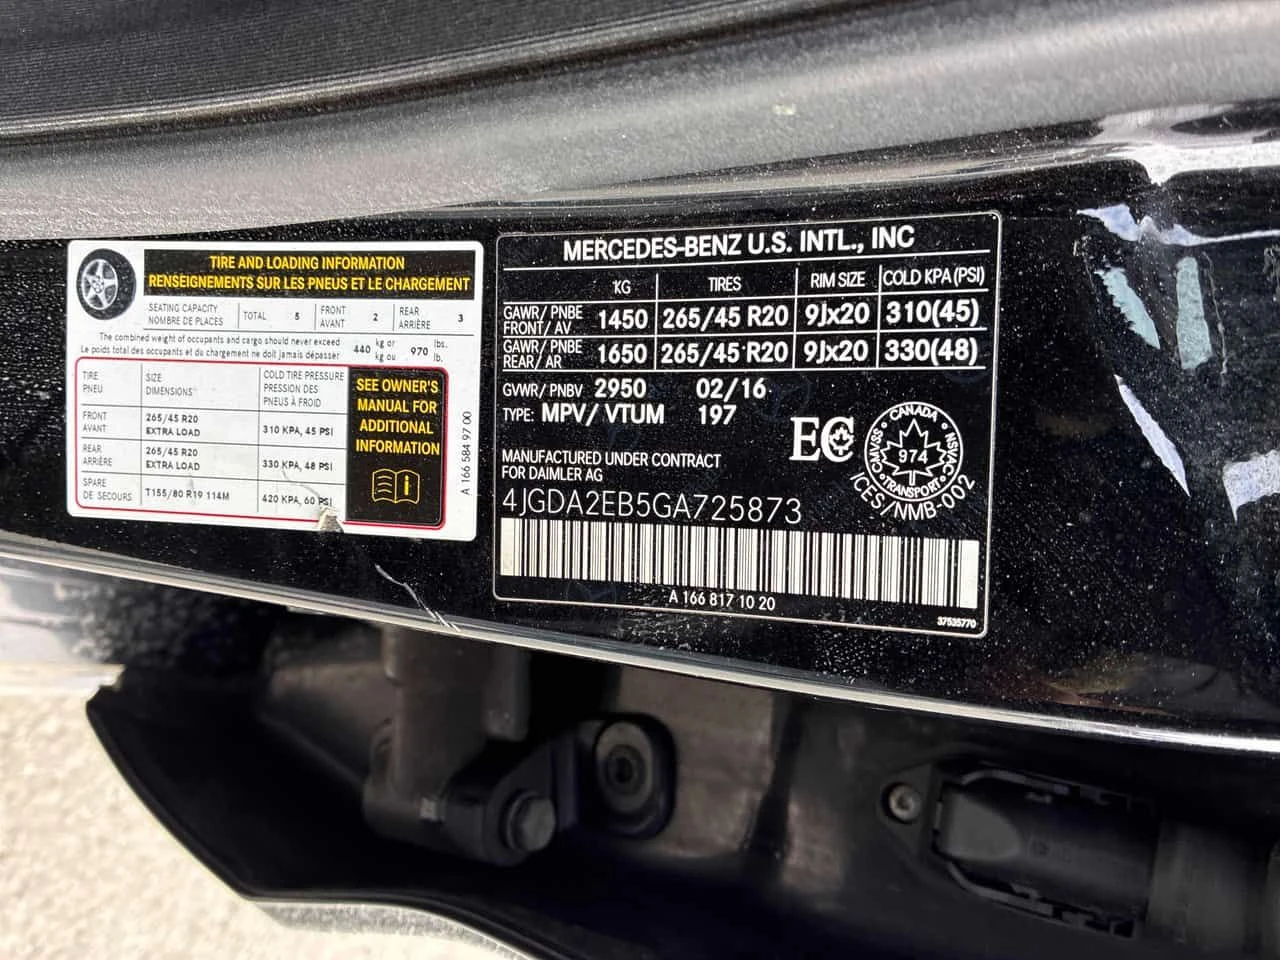 TIRE AND LOADING INFORMATION
RENSEIGNEMENTS SUR LES PNEUS ET LE CHARGEMENT
SEATING CAPACITY
NOMBRE DE PLACES
TOTAL 5
FRONT
AVANT
2
REAR
ARRIÈRE
3
The combined weight of occupants and cargo should never exceed
Le poids total des occupants et du chargement ne doit jamais dépasser
440 kg or
kg ou
970 lbs.
lb.
TIRE
PNEU
SIZE
DIMENSIONS
COLD TIRE PRESSURE
PRESSION DES
PNEUS À FROID
FRONT
AVANT
265/45 R20
EXTRA LOAD
310 KPA, 45 PSI
REAR
ARRIÈRE
265/45 R20
EXTRA LOAD
330 KPA, 48 PSI
SPARE
DE SECOURS
T155/80 R19 114M
420 KPA, 60 PSI
SEE OWNER'S
MANUAL FOR
ADDITIONAL
INFORMATION
i
A 166 584 97 00
MERCEDES-BENZ U.S. INTL., INC
KG TIRES RIM SIZE COLD KPA(PSI)
GAWR/ PNBE
FRONT/ AV
1450 265/45 R20 9Jx20 310(45)
GAWR/ PNBE
REAR/ AR
1650 265/45 R20 9Jx20 330(48)
GVWR/ PNBV 2950 02/16
TYPE: MPV/ VTUM 197
MANUFACTURED UNDER CONTRACT
FOR DAIMLER AG
EC
CANADA
974
TRANSPORT
CMVSS/NSVAC
ICES/NMB-002
4JGDA2EB5GA725873
A 166 817 10 20
37535770